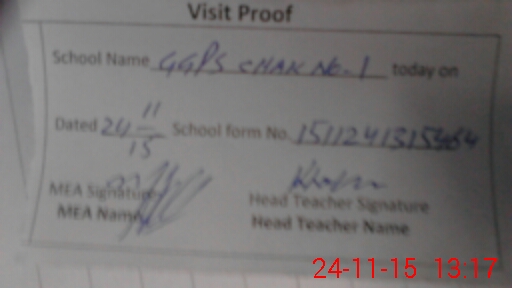 Visit Proof
School Name GGPS CHAK No. 1 today on
Dated 24 11/15 School form No. 1511241315464
MEA Signature Head Teacher Signature
MEA Name Head Teacher Name
24-11-15 13:17